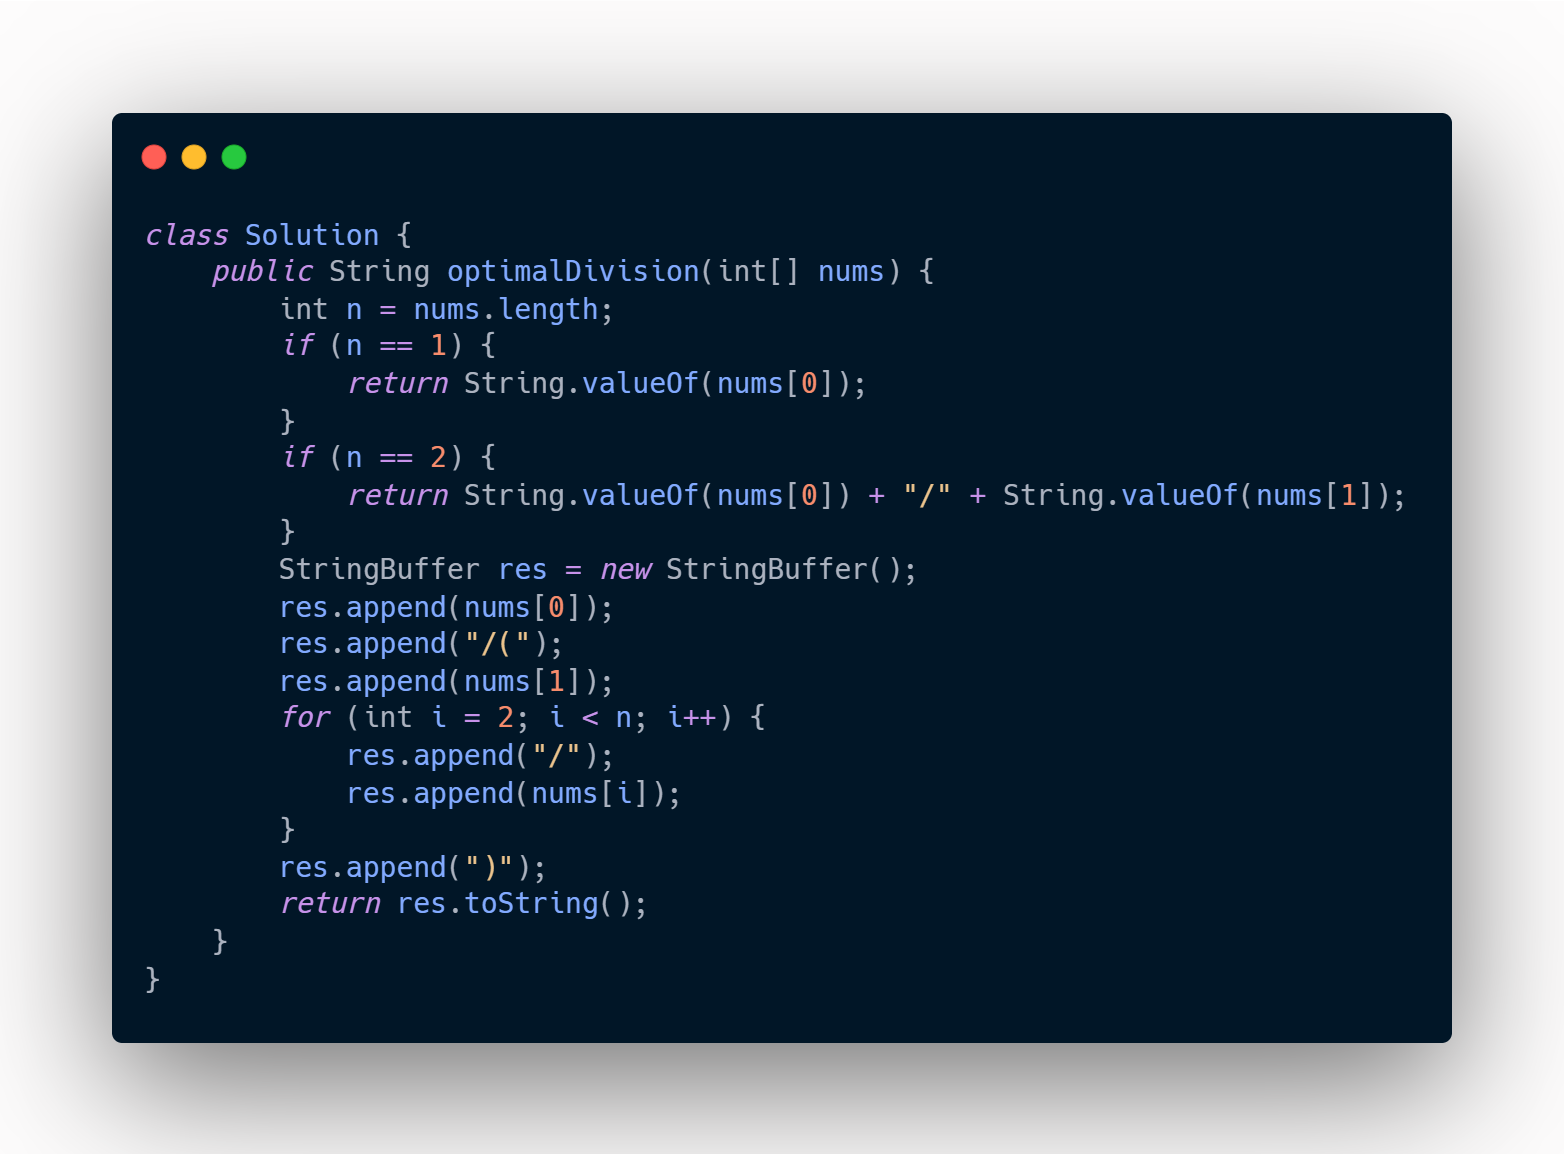 class Solution {
    public String optimalDivision(int[] nums) {
        int n = nums.length;
        if (n == 1) {
            return String.valueOf(nums[0]);
        }
        if (n == 2) {
            return String.valueOf(nums[0]) + "/" + String.valueOf(nums[1]);
        }
        StringBuffer res = new StringBuffer();
        res.append(nums[0]);
        res.append("/(");
        res.append(nums[1]);
        for (int i = 2; i < n; i++) {
            res.append("/");
            res.append(nums[i]);
        }
        res.append(")");
        return res.toString();
    }
}